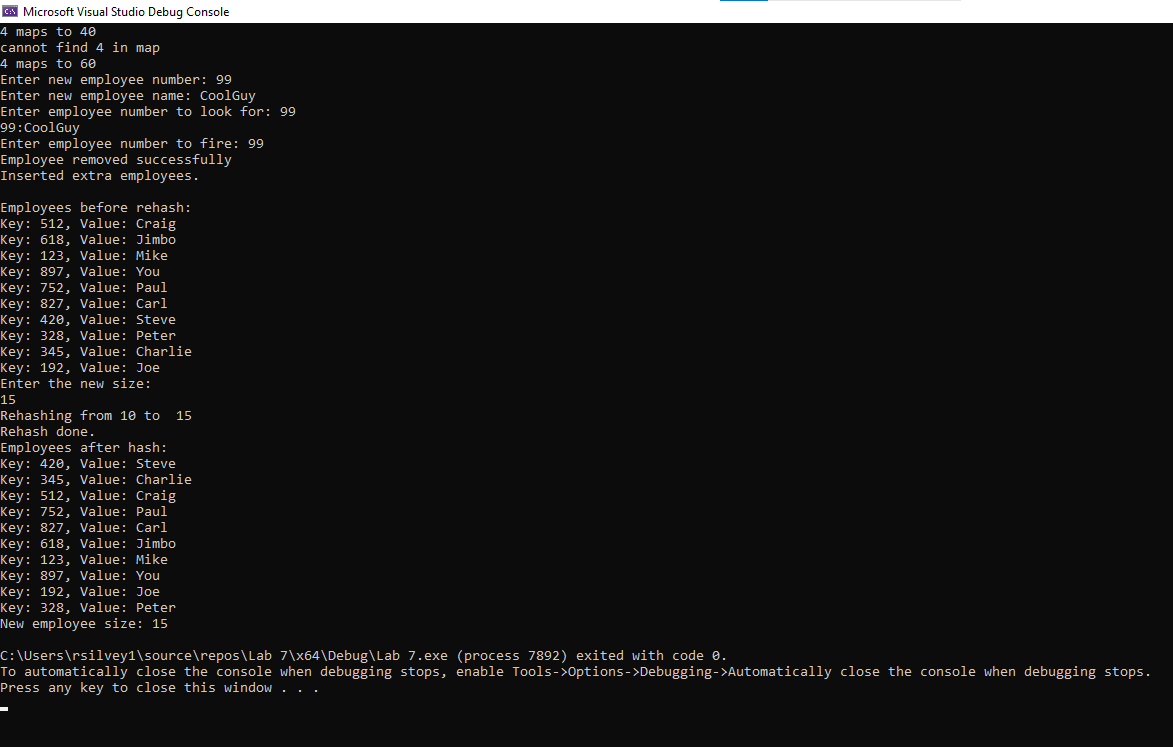 Microsoft Visual Studio Debug Console
4 maps to 40
cannot find 4 in map
4 maps to 60
Enter new employee number: 99
Enter new employee name: CoolGuy
Enter employee number to look for: 99
99:CoolGuy
Enter employee number to fire: 99
Employee removed successfully
Inserted extra employees.
Employees before rehash:
Key: 512, Value: Craig
Key: 618, Value: Jimbo
Key: 123, Value: Mike
Key: 897, Value: You
Key: 752, Value: Paul
Key: 827, Value: Carl
Key: 420, Value: Steve
Key: 328, Value: Peter
Key: 345, Value: Charlie
Key: 192, Value: Joe
Enter the new size:
15
Rehashing from 10 to  15
Rehash done.
Employees after hash:
Key: 420, Value: Steve
Key: 345, Value: Charlie
Key: 512, Value: Craig
Key: 752, Value: Paul
Key: 827, Value: Carl
Key: 618, Value: Jimbo
Key: 123, Value: Mike
Key: 897, Value: You
Key: 192, Value: Joe
Key: 328, Value: Peter
New employee size: 15
C:\Users\rsilvey1\source\repos\Lab 7\x64\Debug\Lab 7.exe (process 7892) exited with code 0.
To automatically close the console when debugging stops, enable Tools->Options->Debugging->Automatically close the console when debugging stops.
Press any key to close this window . . .